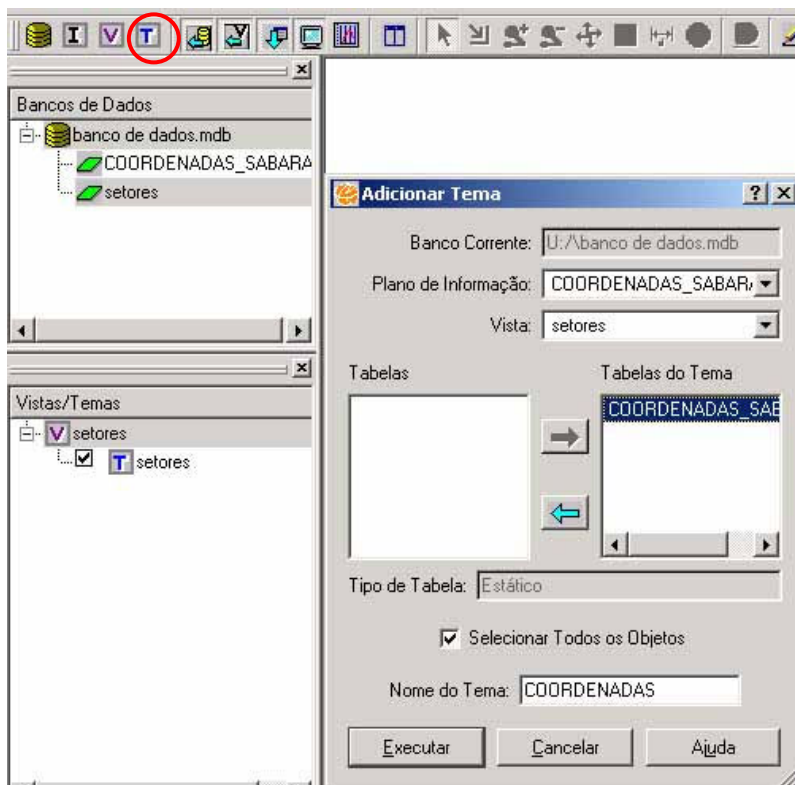 I V T
Bancos de Dados
banco de dados.mdb
COORDENADAS_SABARA
setores
Vistas/Temas
V setores
T setores
Adicionar Tema
Banco Corrente: U:/\banco de dados.mdb
Plano de Informação: COORDENADAS_SABAR
Vista: setores
Tabelas
Tabelas do Tema
COORDENADAS_SAB
Tipo de Tabela: Estático
Selecionar Todos os Objetos
Nome do Tema: COORDENADAS
Executar
Cancelar
Ajuda